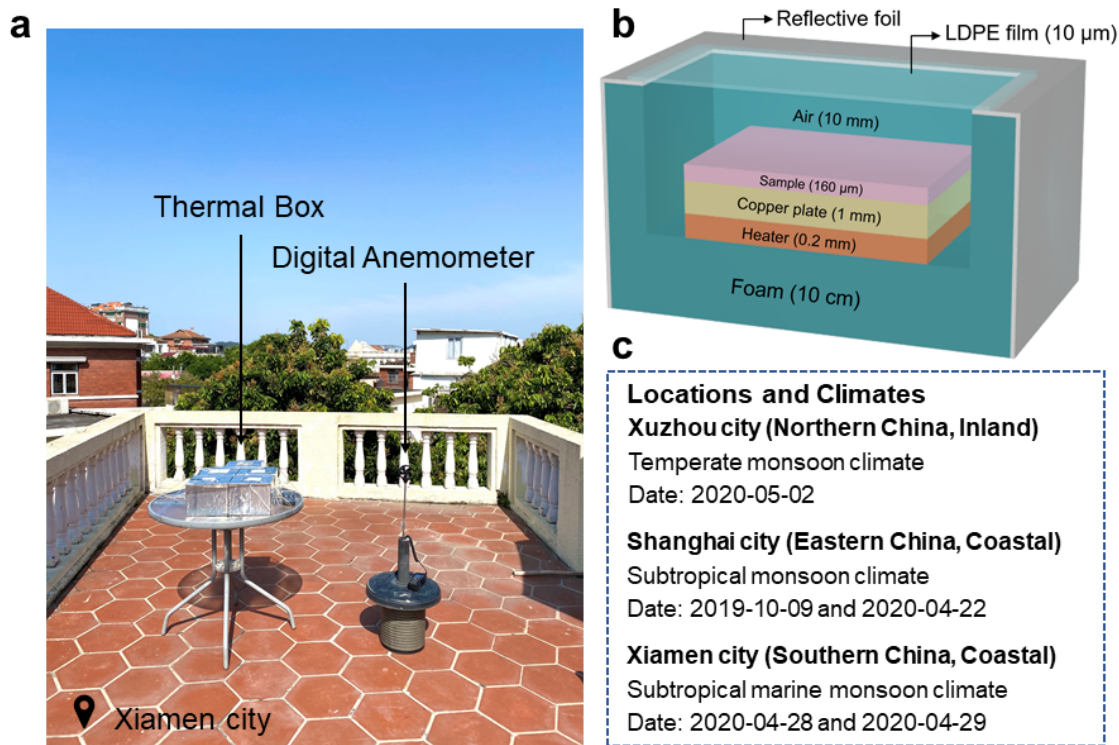 a
Thermal Box
Digital Anemometer
Xiamen city
b
Reflective foil
LDPE film (10 µm)
Air (10 mm)
Sample (160 µm)
Copper plate (1 mm)
Heater (0.2 mm)
Foam (10 cm)
c
Locations and Climates
Xuzhou city (Northern China, Inland)
Temperate monsoon climate
Date: 2020-05-02
Shanghai city (Eastern China, Coastal)
Subtropical monsoon climate
Date: 2019-10-09 and 2020-04-22
Xiamen city (Southern China, Coastal)
Subtropical marine monsoon climate
Date: 2020-04-28 and 2020-04-29